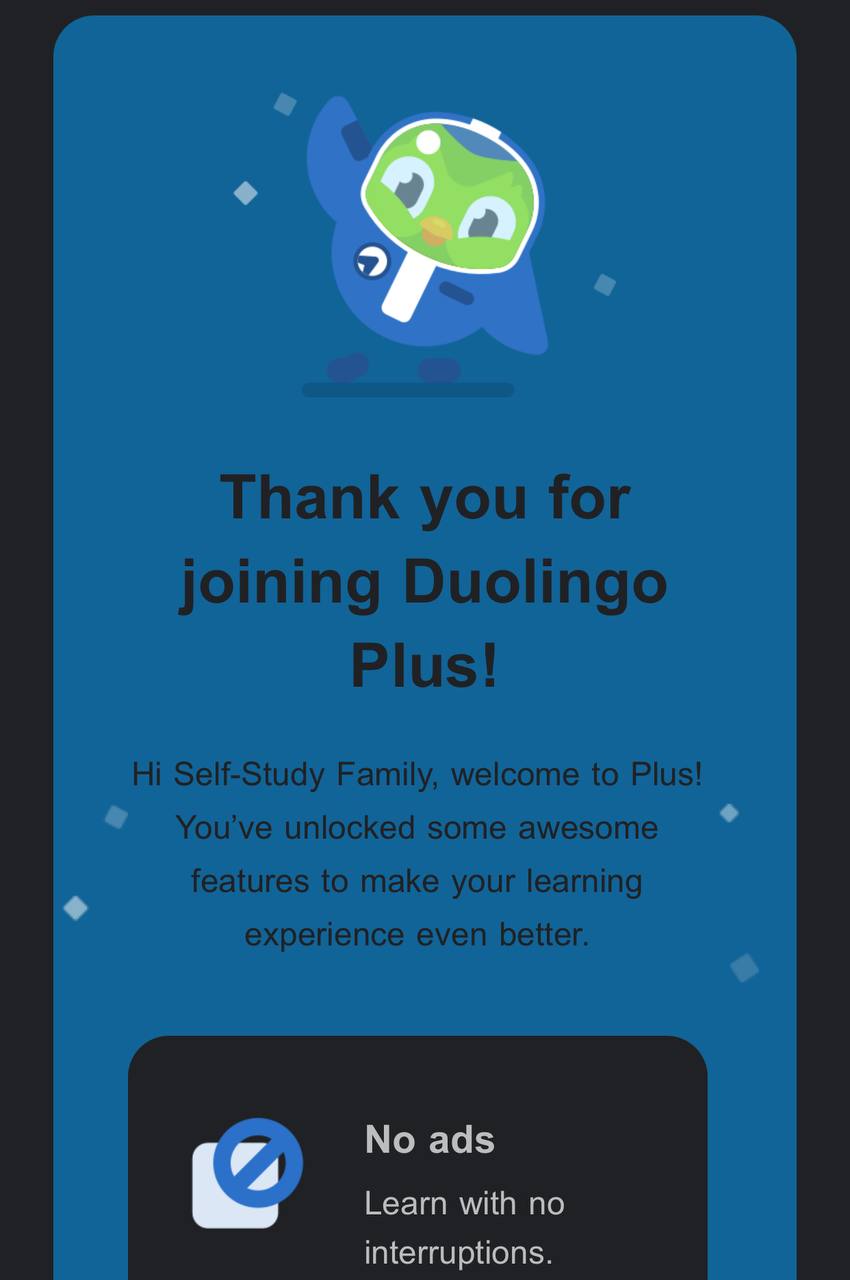 Thank you for
joining Duolingo
Plus!
Hi Self-Study Family, welcome to Plus!
You’ve unlocked some awesome
features to make your learning
experience even better.
No ads
Learn with no
interruptions.